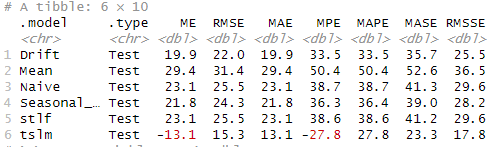 # A tibble: 6 × 10
.model .type ME RMSE MAE MPE MAPE MASE RMSSE
<chr> <chr> <dbl> <dbl> <dbl> <dbl> <dbl> <dbl> <dbl>
1 Drift Test 19.9 22.0 19.9 33.5 33.5 35.7 25.5
2 Mean Test 29.4 31.4 29.4 50.4 50.4 52.6 36.5
3 Naive Test 23.1 25.5 23.1 38.7 38.7 41.3 29.6
4 Seasonal_… Test 21.8 24.3 21.8 36.3 36.4 39.0 28.2
5 stlf Test 23.1 25.5 23.1 38.6 38.6 41.2 29.6
6 tslm Test -13.1 15.3 13.1 -27.8 27.8 23.3 17.8